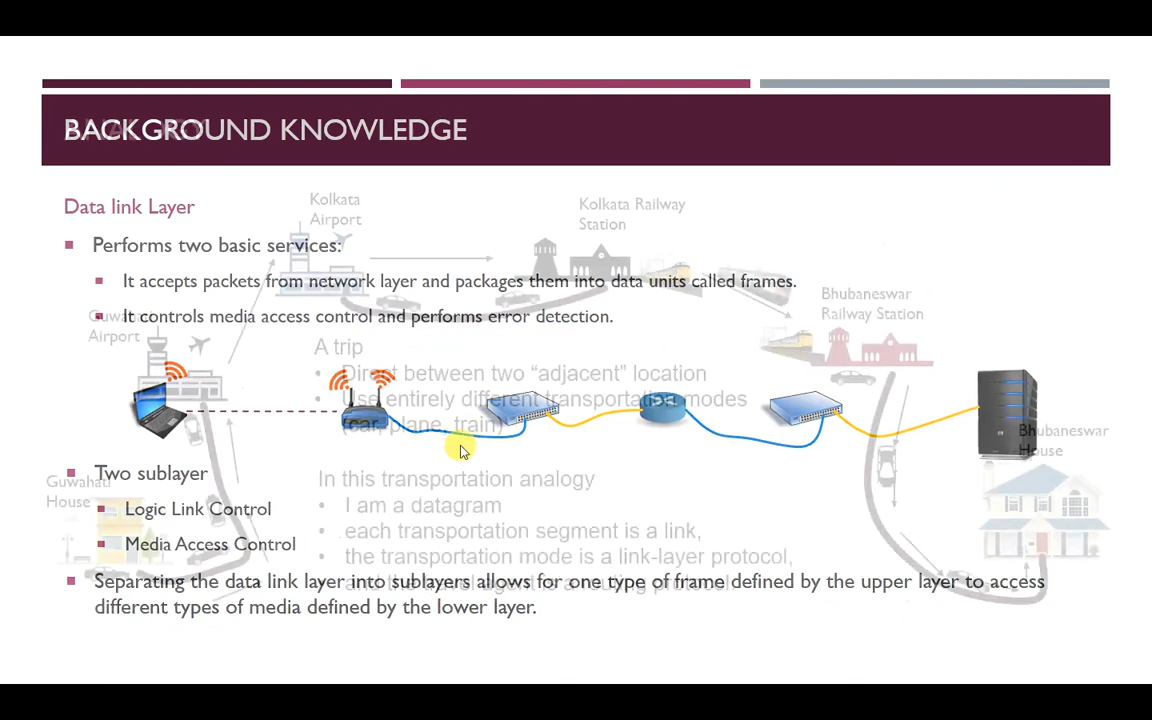 BACKGROUND KNOWLEDGE
Data link Layer
Performs two basic services:
It accepts packets from network layer and packages them into data units called frames.
It controls media access control and performs error detection.
Two sublayer
Logic Link Control
Media Access Control
Separating the data link layer into sublayers allows for one type of frame defined by the upper layer to access
different types of media defined by the lower layer.
Kolkata
Airport
Kolkata Railway
Station
Bhubaneswar
Railway Station
Airport
A trip
Direct between two “adjacent” location
Use entirely different transportation modes
(car, plane, train)
Bhubaneswar
House
Guwahati
House
In this transportation analogy
I am a datagram
each transportation segment is a link,
the transportation mode is a link-layer protocol,